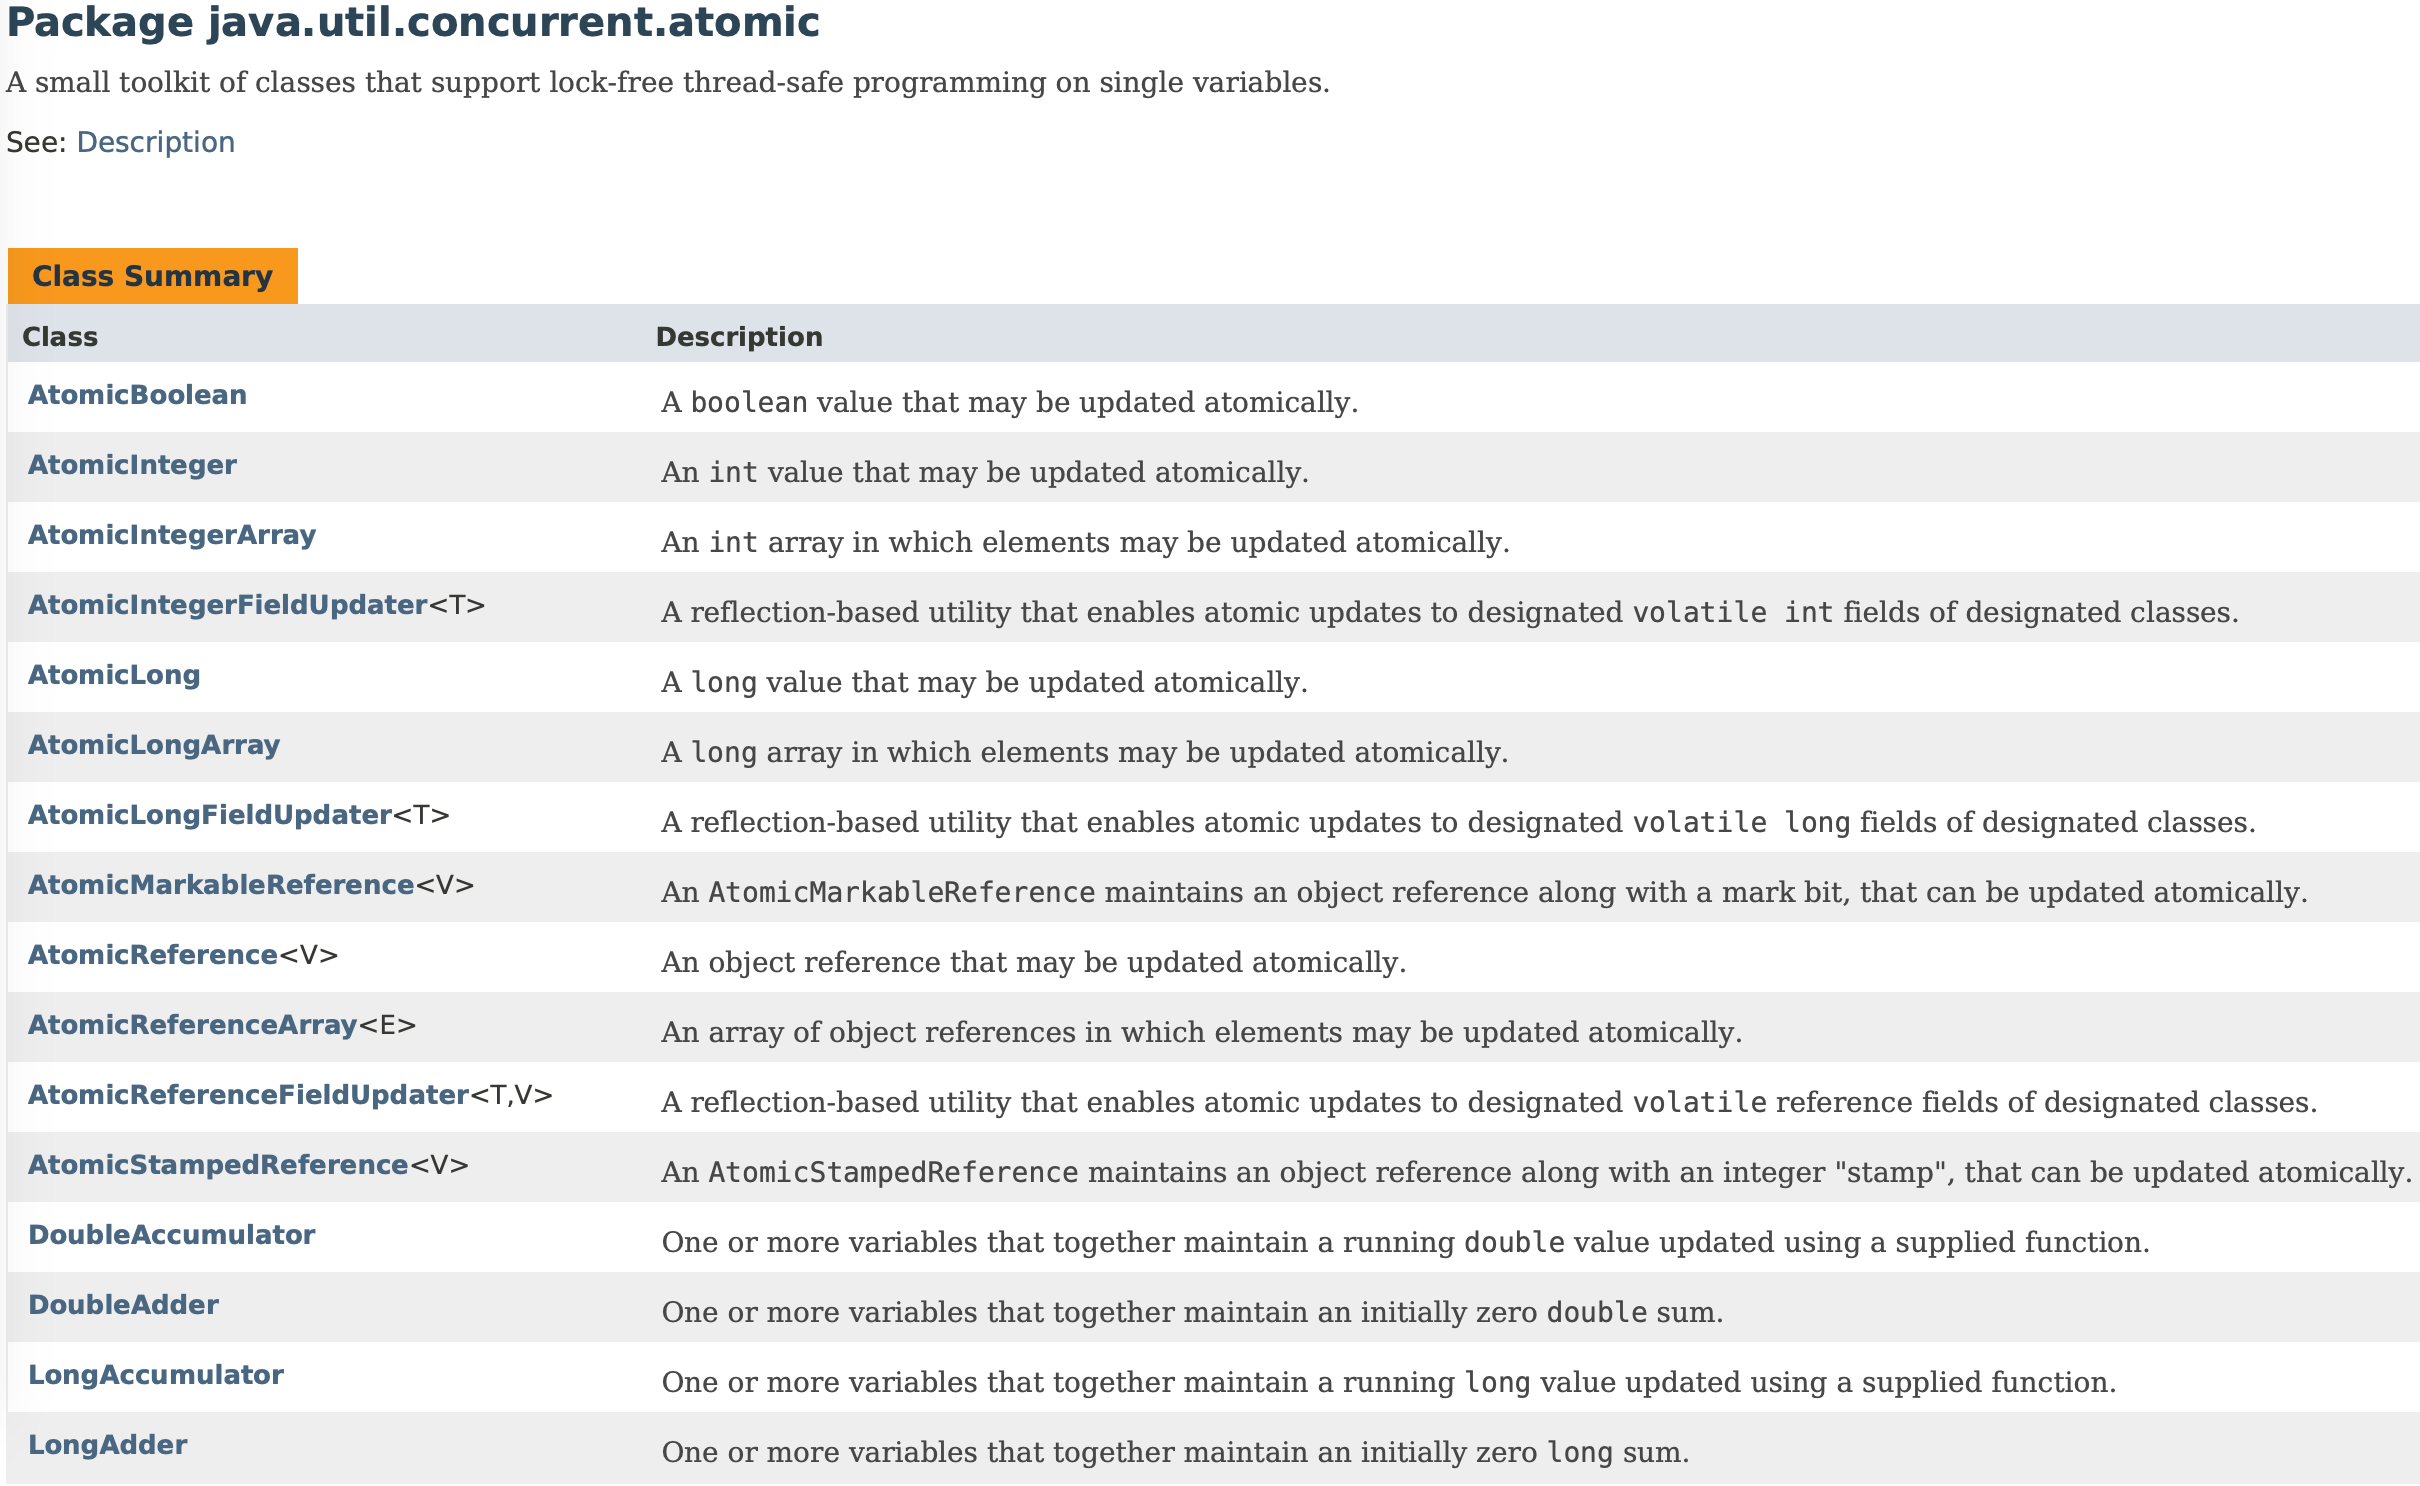 Package java.util.concurrent.atomic
A small toolkit of classes that support lock-free thread-safe programming on single variables.
See: Description
Class Summary
Class Description
AtomicBoolean A boolean value that may be updated atomically.
AtomicInteger An int value that may be updated atomically.
AtomicIntegerArray An int array in which elements may be updated atomically.
AtomicIntegerFieldUpdater<T> A reflection-based utility that enables atomic updates to designated volatile int fields of designated classes.
AtomicLong A long value that may be updated atomically.
AtomicLongArray A long array in which elements may be updated atomically.
AtomicLongFieldUpdater<T> A reflection-based utility that enables atomic updates to designated volatile long fields of designated classes.
AtomicMarkableReference<V> An AtomicMarkableReference maintains an object reference along with a mark bit, that can be updated atomically.
AtomicReference<V> An object reference that may be updated atomically.
AtomicReferenceArray<E> An array of object references in which elements may be updated atomically.
AtomicReferenceFieldUpdater<T,V> A reflection-based utility that enables atomic updates to designated volatile reference fields of designated classes.
AtomicStampedReference<V> An AtomicStampedReference maintains an object reference along with an integer "stamp", that can be updated atomically.
DoubleAccumulator One or more variables that together maintain a running double value updated using a supplied function.
DoubleAdder One or more variables that together maintain an initially zero double sum.
LongAccumulator One or more variables that together maintain a running long value updated using a supplied function.
LongAdder One or more variables that together maintain an initially zero long sum.